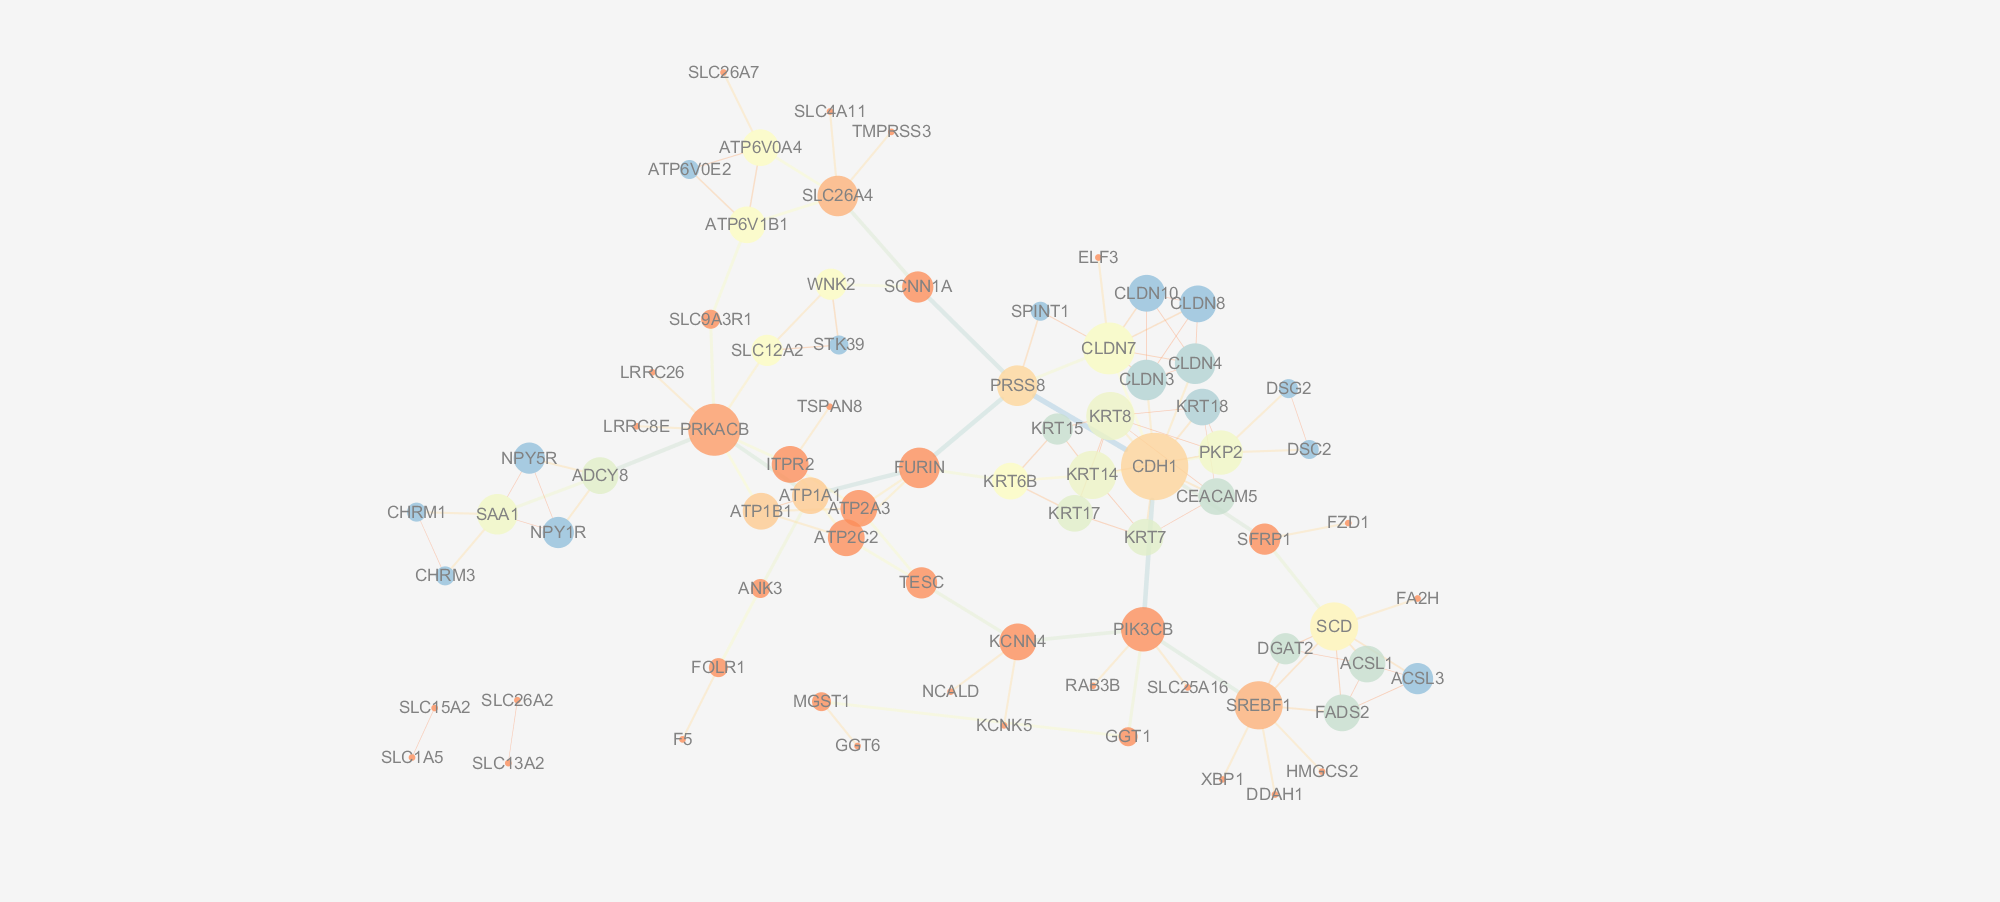 SLC26A7
SLC4A11
TMPRSS3
ATP6V0A4
ATP6V0E2
SLC26A4
ATP6V1B1
ELF3
WNK2
SCNN1A
CLDN10
CLDN8
SPINT1
SLC9A3R1
STK39
SLC12A2
CLDN7
CLDN4
LRRC26
CLDN3
PRSS8
DSG2
TSPAN8
KRT18
KRT8
LRRC8E
PRKACB
KRT15
DSC2
PKP2
NPY5R
ITPR2
FURIN
CDH1
ADCY8
KRT14
KRT6B
ATP1A1
CEACAM5
ATP2A3
CHRM1
SAA1
ATP1B1
KRT17
FZD1
NPY1R
ATP2C2
KRT7
SFRP1
CHRM3
TESC
ANK3
FA2H
SCD
PIK3CB
KCNN4
DGAT2
ACSL1
FOLR1
ACSL3
RAB3B
SLC25A16
NCALD
SLC26A2
MGST1
SLC15A2
SREBF1
FADS2
KCNK5
GGT1
F5
GGT6
SLC1A5
SLC13A2
HMGCS2
XBP1
DDAH1